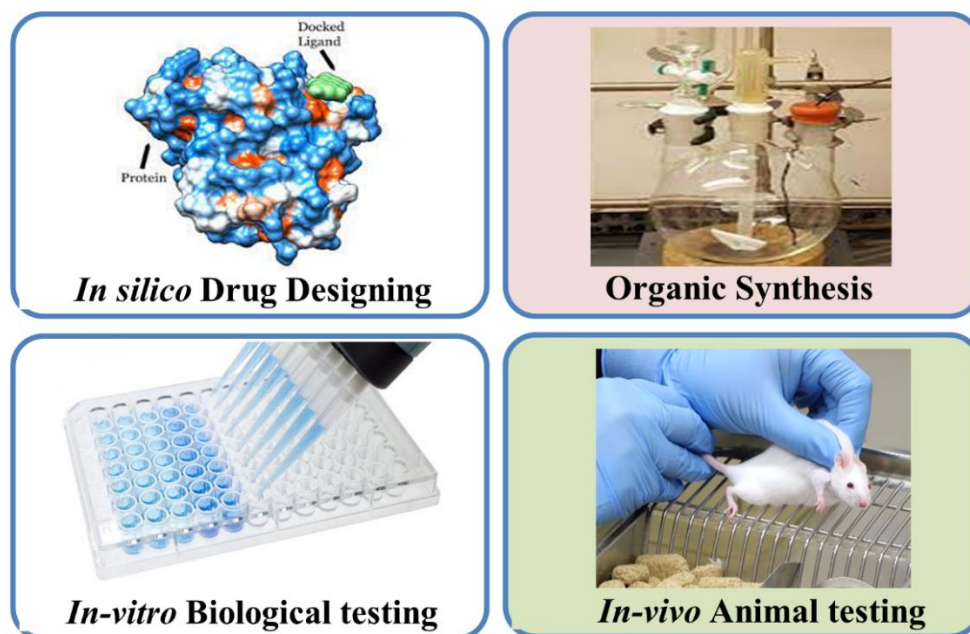 Docked
Ligand
Protein
In silico Drug Designing
Organic Synthesis
In-vitro Biological testing
In-vivo Animal testing